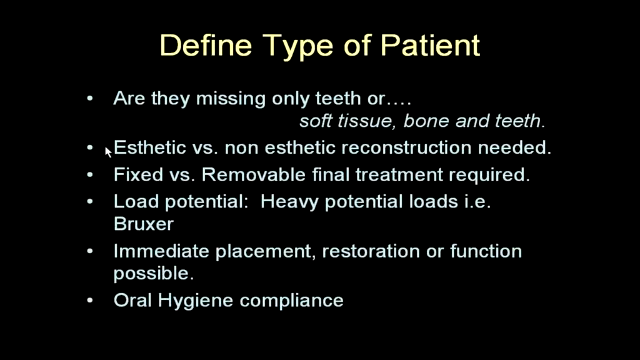 Define Type of Patient
• Are they missing only teeth or….
soft tissue, bone and teeth.
• Esthetic vs. non esthetic reconstruction needed.
• Fixed vs. Removable final treatment required.
• Load potential:  Heavy potential loads i.e.
Bruxer
• Immediate placement, restoration or function
possible.
• Oral Hygiene compliance